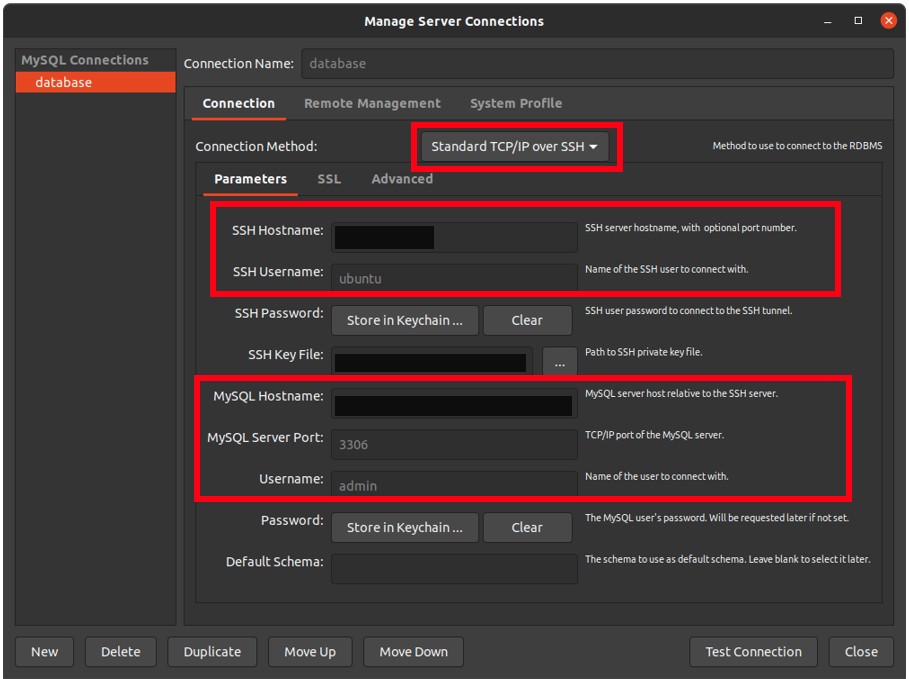 Manage Server Connections
MySQL Connections
database
Connection Name: database
Connection Remote Management System Profile
Connection Method: Standard TCP/IP over SSH Method to use to connect to the RDBMS
Parameters SSL Advanced
SSH Hostname: SSH server hostname, with optional port number.
SSH Username: ubuntu Name of the SSH user to connect with.
SSH Password: Store in Keychain ... Clear SSH user password to connect to the SSH tunnel.
SSH Key File: ... Path to SSH private key file.
MySQL Hostname: MySQL server host relative to the SSH server.
MySQL Server Port: 3306 TCP/IP port of the MySQL server.
Username: admin Name of the user to connect with.
Password: Store in Keychain ... Clear The MySQL user's password. Will be requested later if not set.
Default Schema: The schema to use as default schema. Leave blank to select it later.
New Delete Duplicate Move Up Move Down Test Connection Close